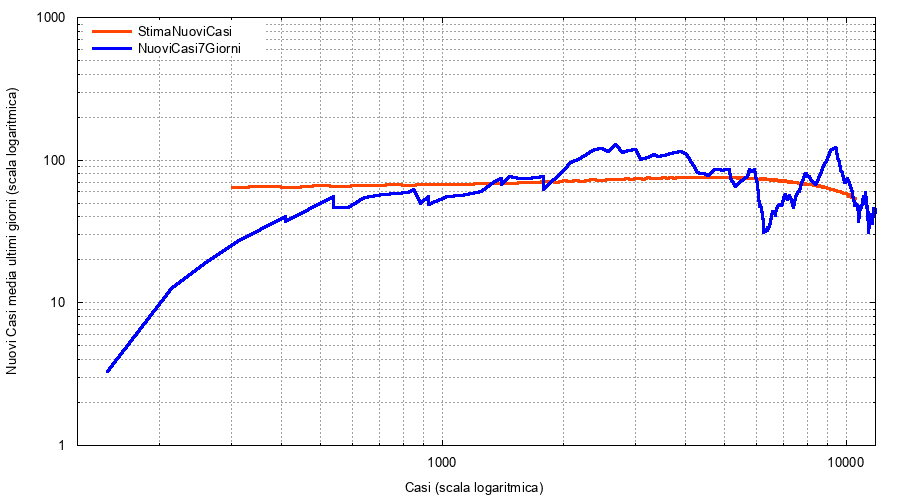 1000
StimaNuoviCasi
NuoviCasi7Giorni
100
10
1
Nuovi Casi media ultimi giorni (scala logaritmica)
1000
10000
Casi (scala logaritmica)